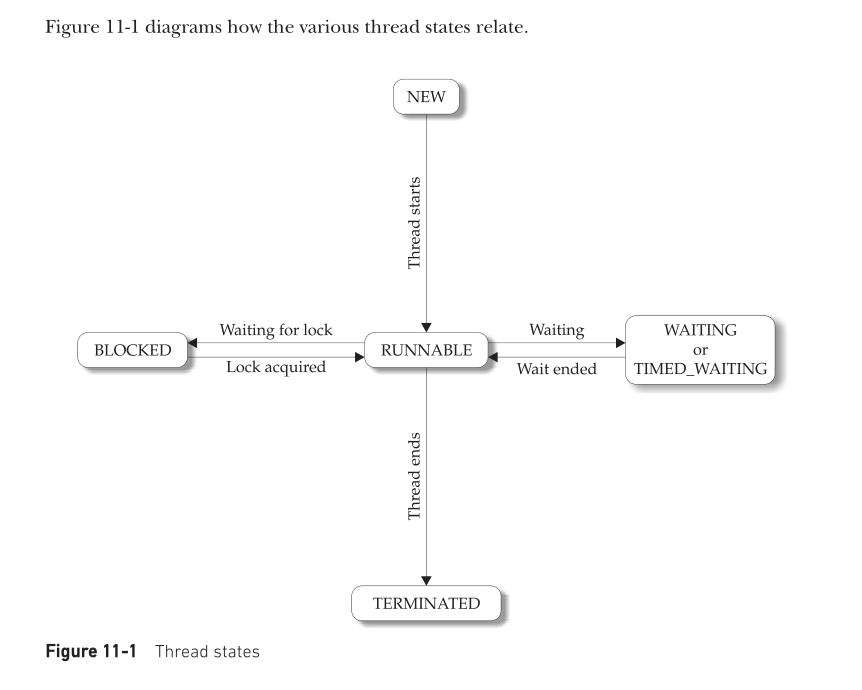 Figure 11-1 diagrams how the various thread states relate.
NEW
Thread starts
Waiting for lock
Waiting
WAITING
BLOCKED
RUNNABLE
or
Lock acquired
Wait ended
TIMED_WAITING
Thread ends
TERMINATED
Figure 11-1 Thread states